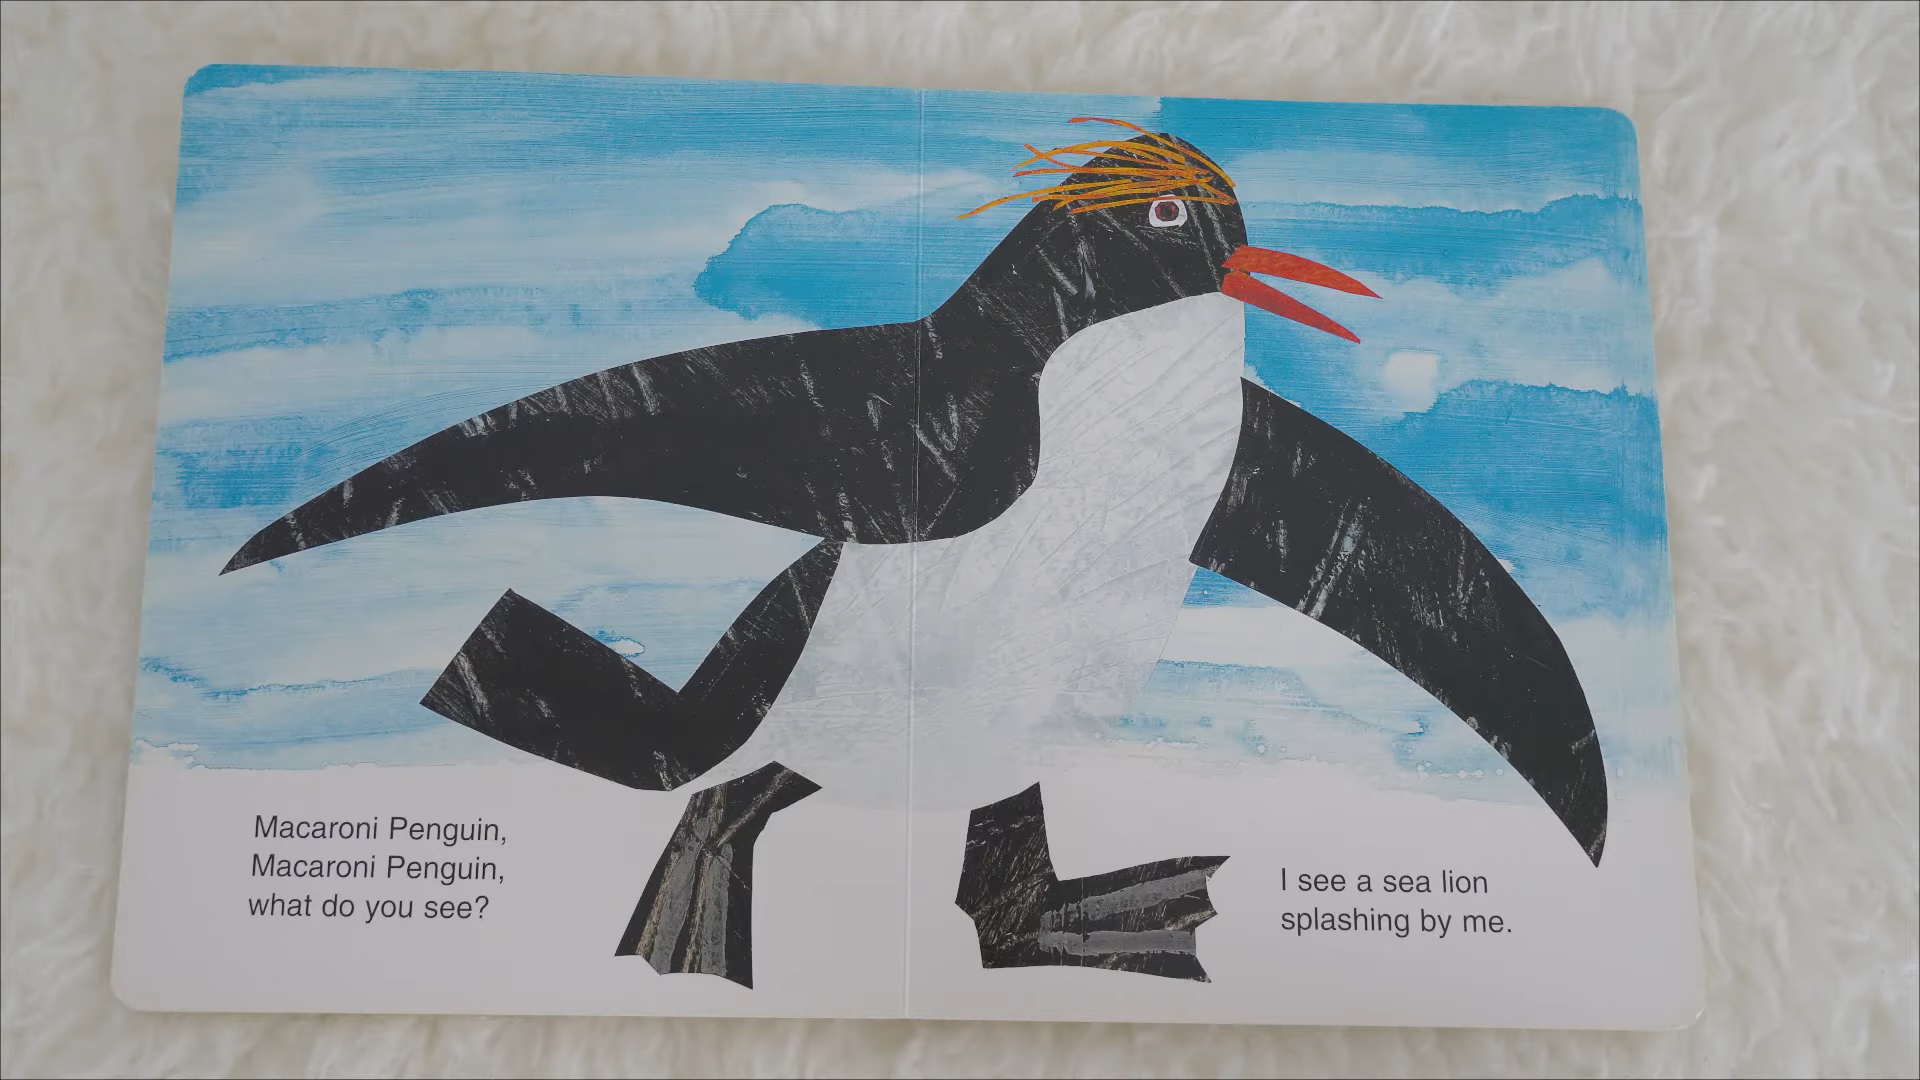 Macaroni Penguin,
Macaroni Penguin,
what do you see?
I see a sea lion
splashing by me.